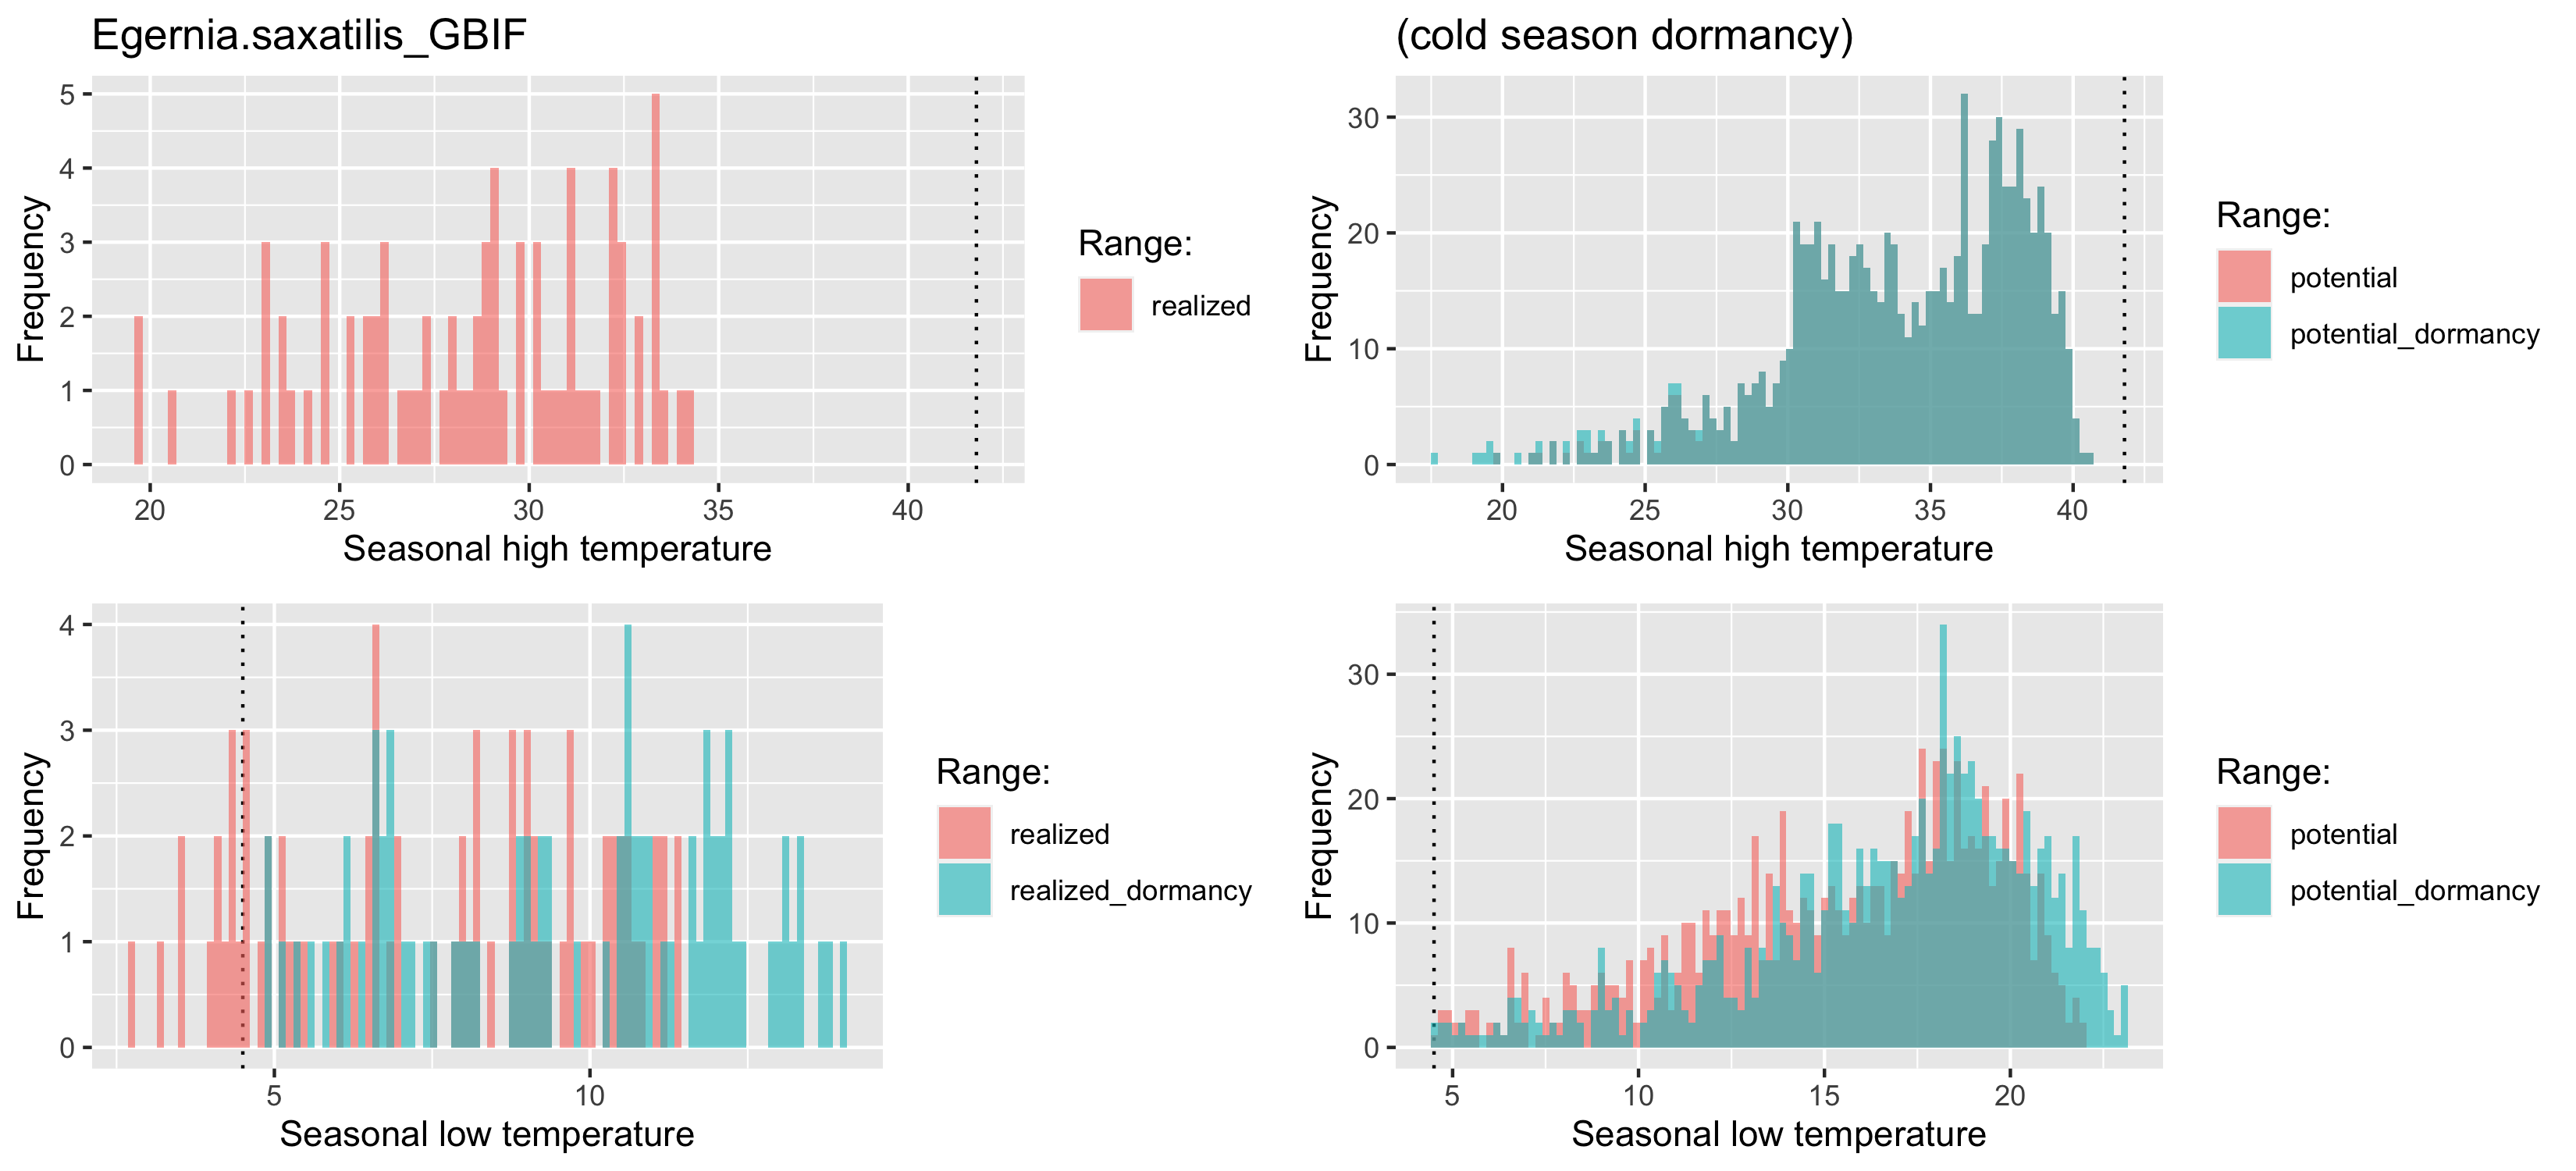 Egernia.saxatilis_GBIF
Frequency
5
4
3
2
1
0
20 25 30 35 40
Seasonal high temperature
Range:
realized
(cold season dormancy)
Frequency
30
20
10
0
20 25 30 35 40
Seasonal high temperature
Range:
potential
potential_dormancy
Frequency
4
3
2
1
0
5 10
Seasonal low temperature
Range:
realized
realized_dormancy
Frequency
30
20
10
0
5 10 15 20
Seasonal low temperature
Range:
potential
potential_dormancy